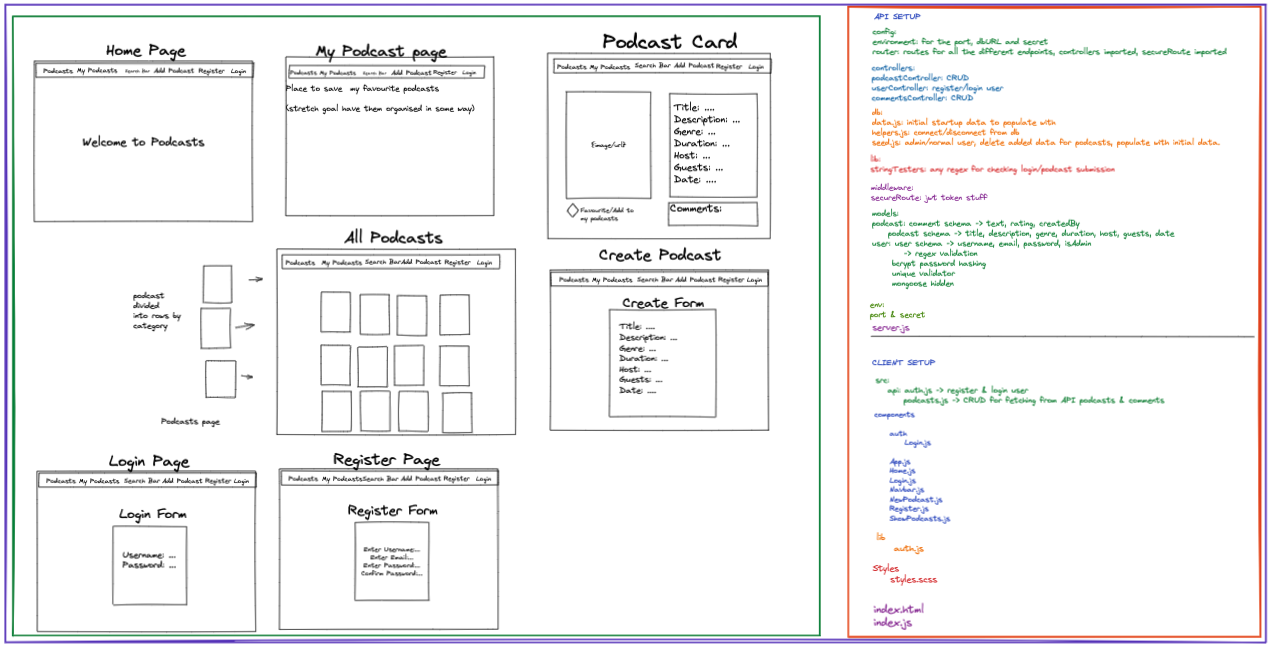 Home Page
Podcasts My Podcasts Search Bar Add Podcast Register Login
Welcome to Podcasts
My Podcast page
Podcasts My Podcasts Search Bar Add Podcast Register Login
Place to save my favourite podcasts
(stretch goal have them organised in some way)
Podcast Card
Podcasts My Podcasts Search Bar Add Podcast Register Login
Title: ....
Description: ...
Genre: ...
Duration: ...
Host: ...
Guests: ...
Date: ....
Favourite/Add to
my podcasts
Comments:
All Podcasts
Podcasts My Podcasts Search Bar Add Podcast Register Login
podcast
divided
into rows by
category
Podcasts page
Create Podcast
Podcasts My Podcasts Search Bar Add Podcast Register Login
Create Form
Title: ....
Description: ...
Genre: ...
Duration: ...
Host: ...
Guests: ...
Date: ....
Login Page
Podcasts My Podcasts Search Bar Add Podcast Register Login
Login Form
Username: ...
Password: ...
Register Page
Podcasts My Podcasts Search Bar Add Podcast Register Login
Register Form
Enter Username:...
Enter Email:...
Enter Password:...
Confirm Password:...
API SETUP
config:
environment: for the port, dbURL and secret
router: routes for all the different endpoints, controllers imported, secureRoute imported
controllers:
podcastController: CRUD
userController: register/login user
commentsController: CRUD
db:
data.js: initial startup data to populate with
helpers.js: connect/disconnect from db
seed.js: admin/normal user, delete added data for podcasts, populate with initial data.
lib:
stringTesters: any regex for checking login/podcast submission
middleware:
secureRoute: jwt token stuff
models:
podcast: comment schema -> text, rating, createdBy
podcast schema -> title, description, genre, duration, host, guests, date
user: user schema -> username, email, password, isAdmin
-> regex validation
bcrypt password hashing
unique validator
mongoose hidden
env:
port & secret
server.js
CLIENT SETUP
src:
api: auth.js -> register & login user
podcasts.js -> CRUD for fetching from API podcasts & comments
components
auth
Login.js
App.js
Home.js
Login.js
Navbar.js
NewPodcast.js
Register.js
ShowPodcasts.js
lib
auth.js
Styles
styles.scss
index.html
index.js